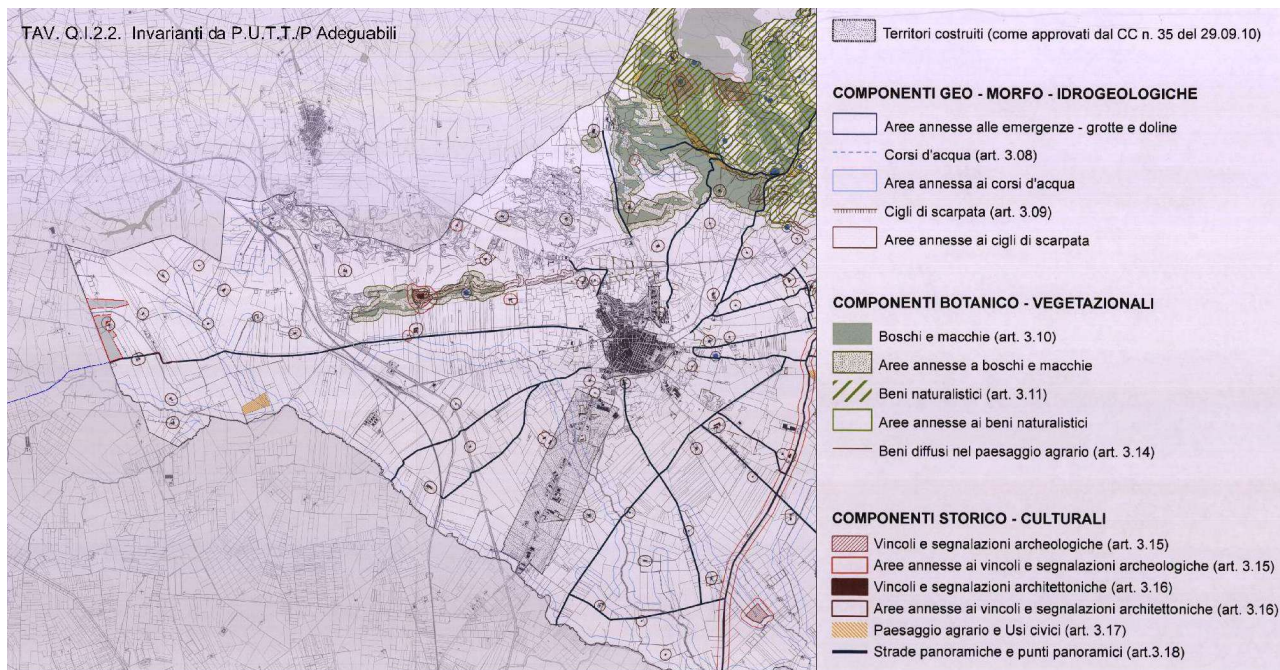 TAV. Q.I.2.2. Invarianti da P.U.T.T./P Adeguabili
Territori costruiti (come approvati dal CC n. 35 del 29.09.10)
COMPONENTI GEO - MORFO - IDROGEOLOGICHE
Aree annesse alle emergenze - grotte e doline
Corsi d'acqua (art. 3.08)
Area annessa ai corsi d'acqua
Cigli di scarpata (art. 3.09)
Aree annesse ai cigli di scarpata
COMPONENTI BOTANICO - VEGETAZIONALI
Boschi e macchie (art. 3.10)
Aree annesse a boschi e macchie
Beni naturalistici (art. 3.11)
Aree annesse ai beni naturalistici
Beni diffusi nel paesaggio agrario (art. 3.14)
COMPONENTI STORICO - CULTURALI
Vincoli e segnalazioni archeologiche (art. 3.15)
Aree annesse ai vincoli e segnalazioni archeologiche (art. 3.15)
Vincoli e segnalazioni architettoniche (art. 3.16)
Aree annesse ai vincoli e segnalazioni architettoniche (art. 3.16)
Paesaggio agrario e Usi civici (art. 3.17)
Strade panoramiche e punti panoramici (art.3.18)